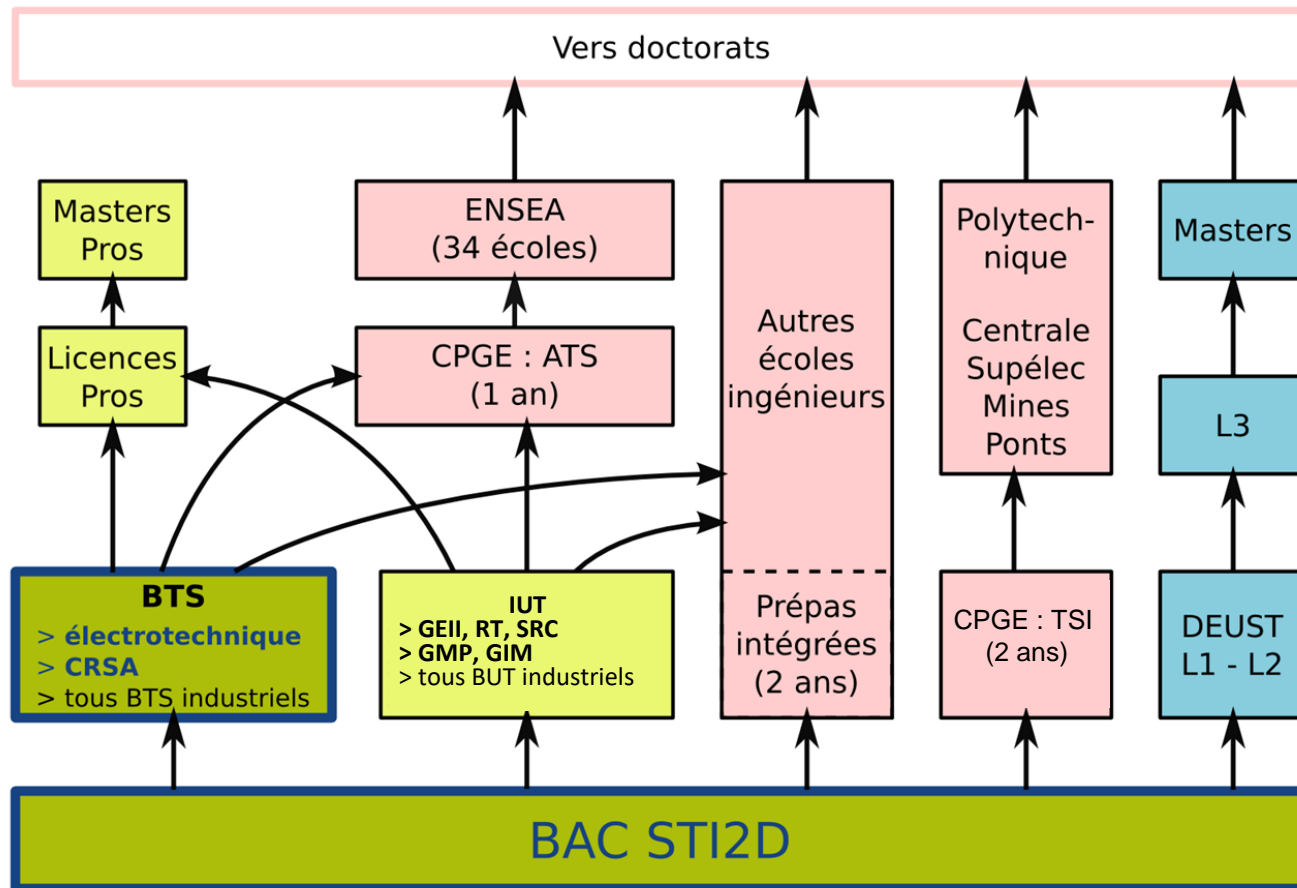 Vers doctorats
Masters
Pros
ENSEA
(34 écoles)
Autres
écoles
ingénieurs
Polytech-
nique
Centrale
Supélec
Mines
Ponts
Masters
Licences
Pros
CPGE : ATS
(1 an)
L3
BTS
> électrotechnique
> CRSA
> tous BTS industriels
IUT
> GEII, RT, SRC
> GMP, GIM
> tous BUT industriels
Prépas
intégrées
(2 ans)
CPGE : TSI
(2 ans)
DEUST
L1 - L2
BAC STI2D